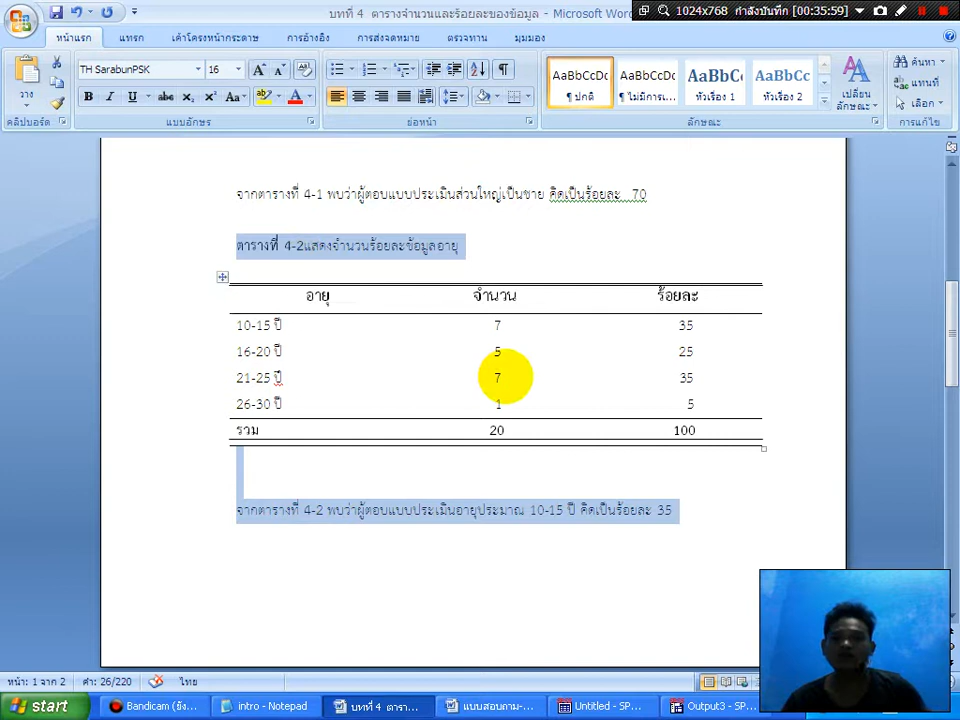 บทที่ 4 ตารางจำนวนและร้อยละของข้อมูล - Microsoft Word
1024x768 กำลังบันทึก [00:35:59]
หน้าแรก แทรก เค้าโครงหน้ากระดาษ การอ้างอิง การส่งจดหมาย ตรวจทาน มุมมอง
วาง
TH SarabunPSK 16
AaBbCcDc AaBbCcDc AaBbC AaBbCc
¶ ปกติ ¶ ไม่มีการเ... หัวเรื่อง 1 หัวเรื่อง 2
เปลี่ยน
ลักษณะ
ค้นหา
แทนที่
เลือก
คลิปบอร์ด แบบอักษร ย่อหน้า ลักษณะ การแก้ไข
จากตารางที่ 4-1 พบว่าผู้ตอบแบบประเมินส่วนใหญ่เป็นชาย คิดเป็นร้อยละ 70
ตารางที่ 4-2แสดงจำนวนร้อยละข้อมูลอายุ
อายุ จำนวน ร้อยละ
10-15 ปี 7 35
16-20 ปี 5 25
21-25 ปี 7 35
26-30 ปี 1 5
รวม 20 100
จากตารางที่ 4-2 พบว่าผู้ตอบแบบประเมินอายุประมาณ 10-15 ปี คิดเป็นร้อยละ 35
หน้า: 1 จาก 2 คำ: 26/220 ไทย
start Bandicam (ยัง... intro - Notepad บทที่ 4 ตารา... แบบสอบถาม-... Untitled - SP... Output3 - SP...